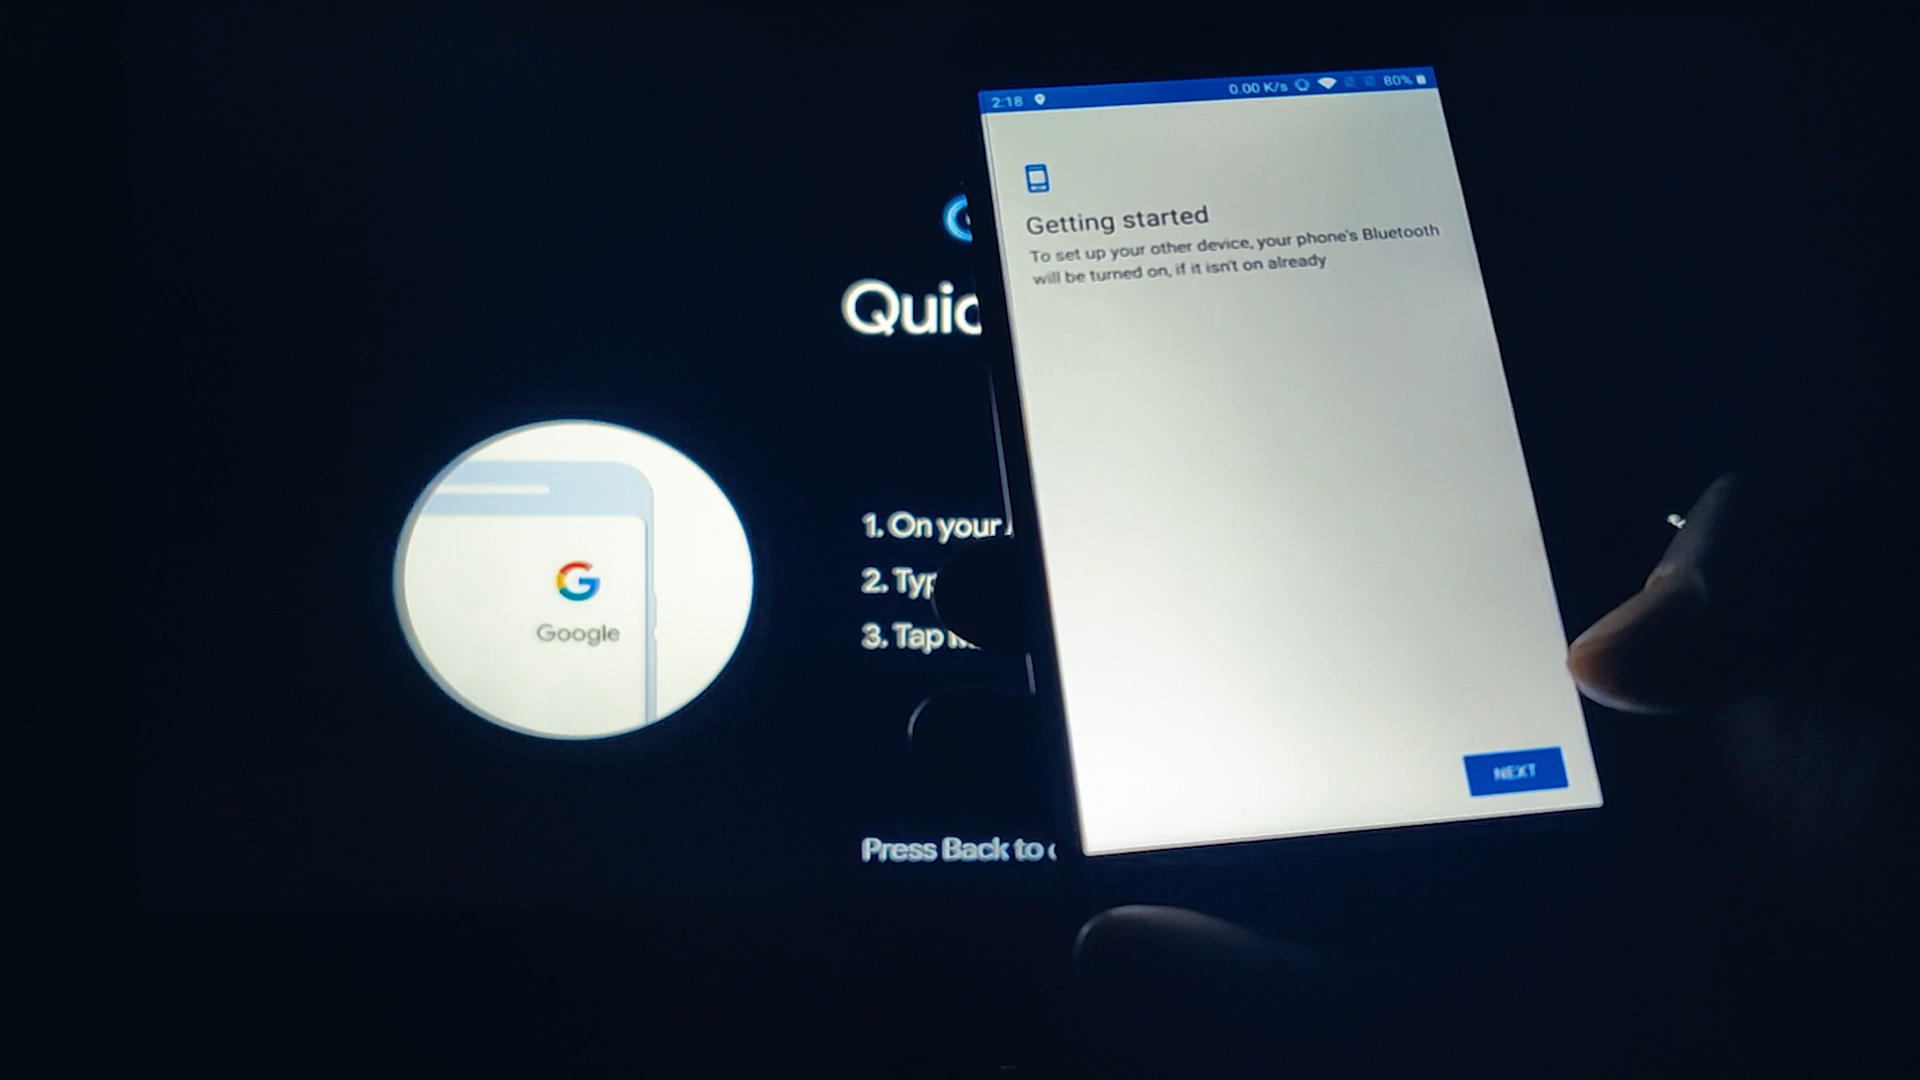 2:18 0.00 K/s 80%
Getting started
To set up your other device, your phone's Bluetooth
will be turned on, if it isn't on already
NEXT
Quic
1. On your
2. Typ
3. Tap
Press Back to
Google